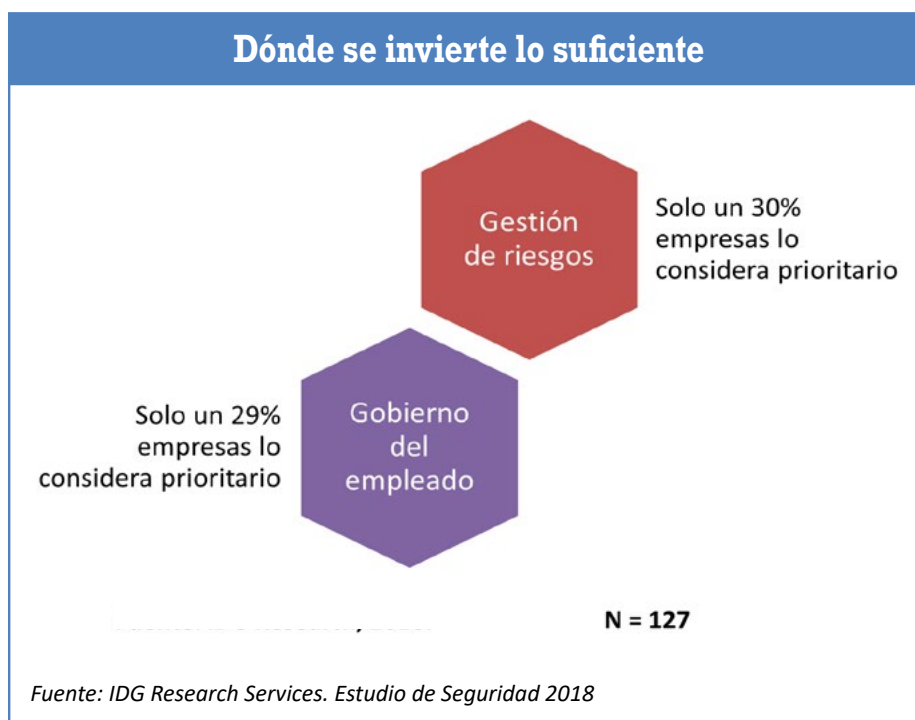 Dónde se invierte lo suficiente
Gestión
de riesgos
Solo un 30%
empresas lo
considera prioritario
Solo un 29%
empresas lo
considera prioritario
Gobierno
del
empleado
N = 127
Fuente: IDG Research Services. Estudio de Seguridad 2018